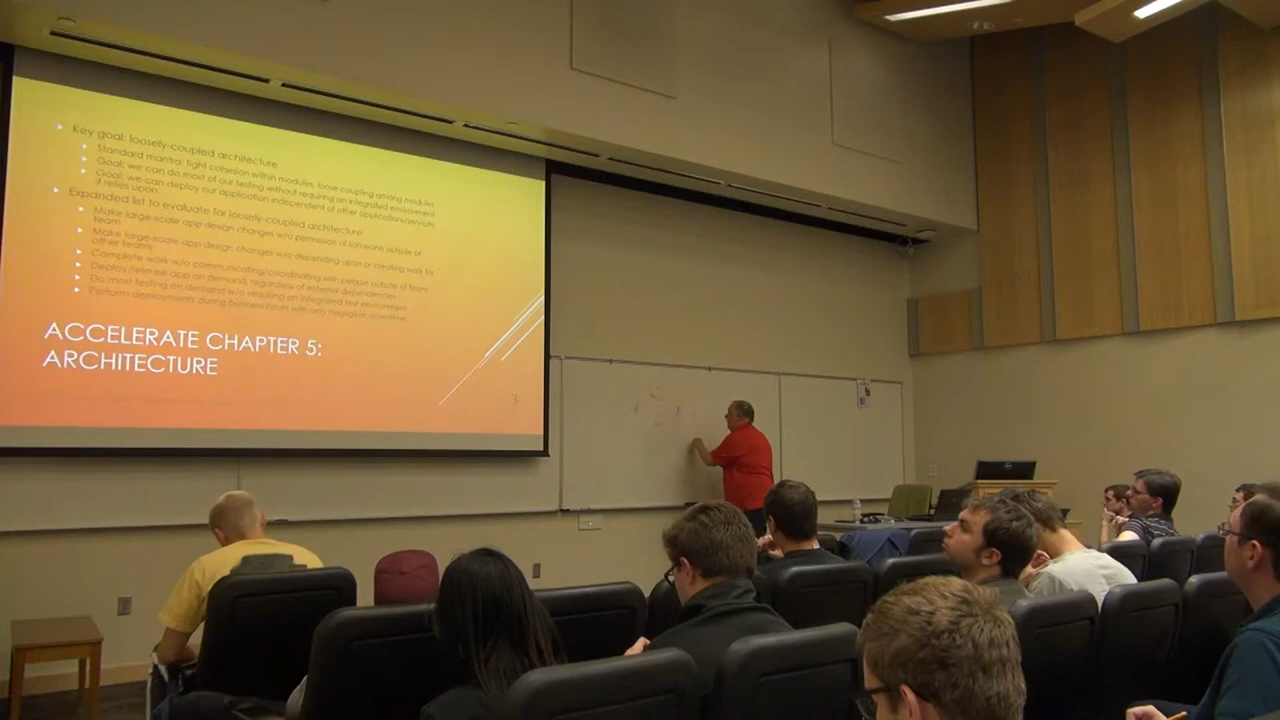 Key goal: loosely-coupled architecture
Standard mantra: tight cohesion within modules, loose coupling among modules
Goal: we can do most of our testing without requiring an integrated environment
Goal: we can deploy our application independent of other applications/services
it relies upon
Expanded list to evaluate for loosely-coupled architecture
Make large-scale app design changes w/o permission of someone outside of
team
Make large-scale app design changes w/o depending upon or creating work for
other teams
Complete work w/o communicating/coordinating with people outside of team
Deploy/release app on demand, regardless of external dependencies
Do most testing on demand w/o requiring an integrated test environment
Perform deployments during business hours with only negligible downtime
ACCELERATE CHAPTER 5:
ARCHITECTURE
3